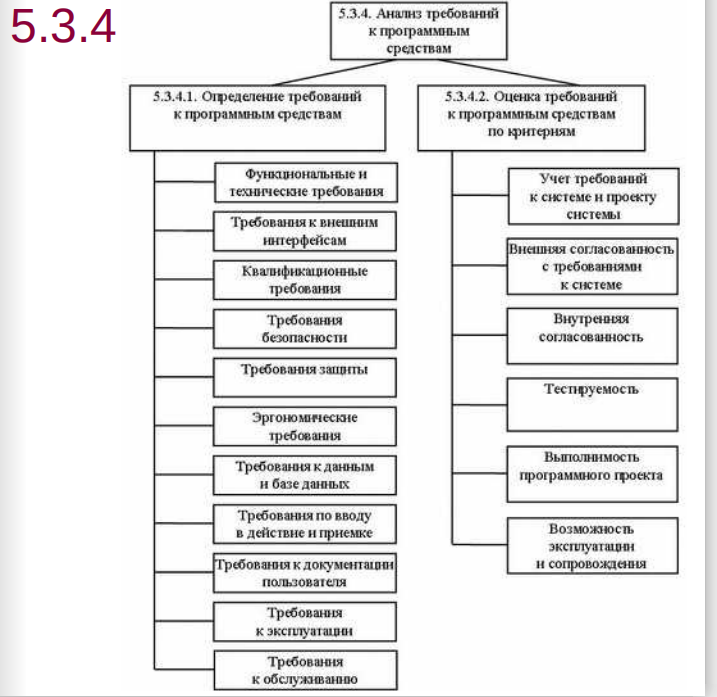 5.3.4
5.3.4. Анализ требований
к программным
средствам
5.3.4.1. Определение требований
к программным средствам
Функциональные и
технические требования
Требования к внешним
интерфейсам
Квалификационные
требования
Требования
безопасности
Требования защиты
Эргономические
требования
Требования к данным
и базе данных
Требования по вводу
в действие и приемке
Требования к документации
пользователя
Требования
к эксплуатации
Требования
к обслуживанию
5.3.4.2. Оценка требований
к программным средствам
по критериям
Учет требований
к системе и проекту
системы
Внешняя согласованность
с требованиями
к системе
Внутренняя
согласованность
Тестируемость
Выполнимость
программного проекта
Возможность
эксплуатации
и сопровождения